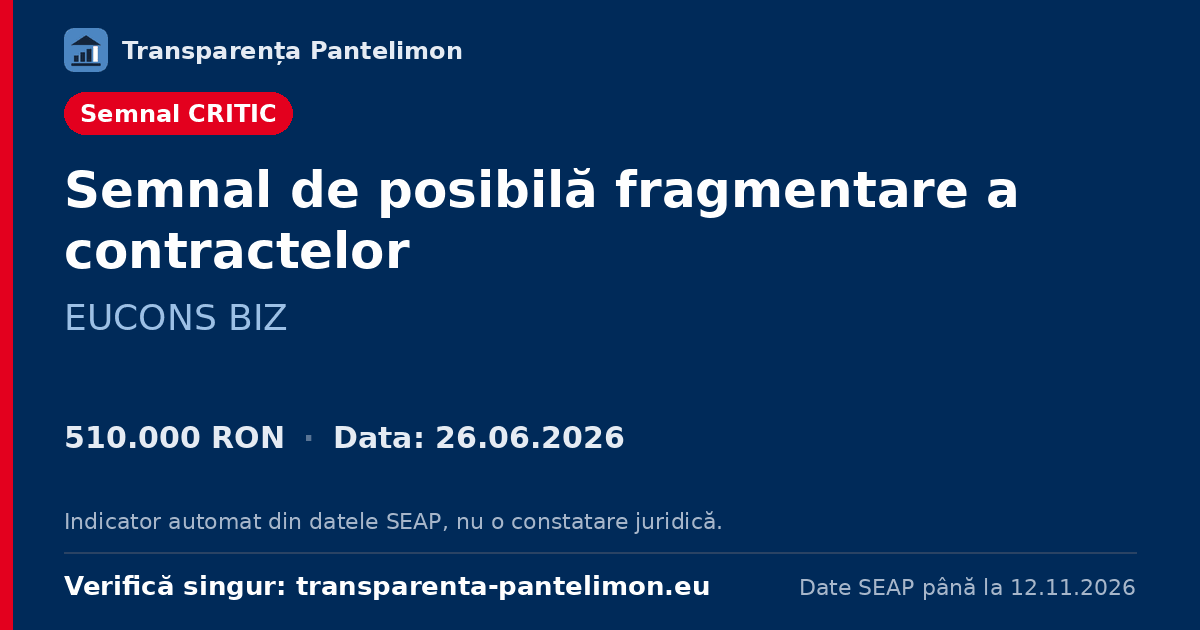 Transparența Pantelimon
Semnal CRITIC
Semnal de posibilă fragmentare a
contractelor
EUCONS BIZ
510.000 RON · Data: 26.06.2026
Indicator automat din datele SEAP, nu o constatare juridică.
Verifică singur: transparenta-pantelimon.eu
Date SEAP până la 12.11.2026